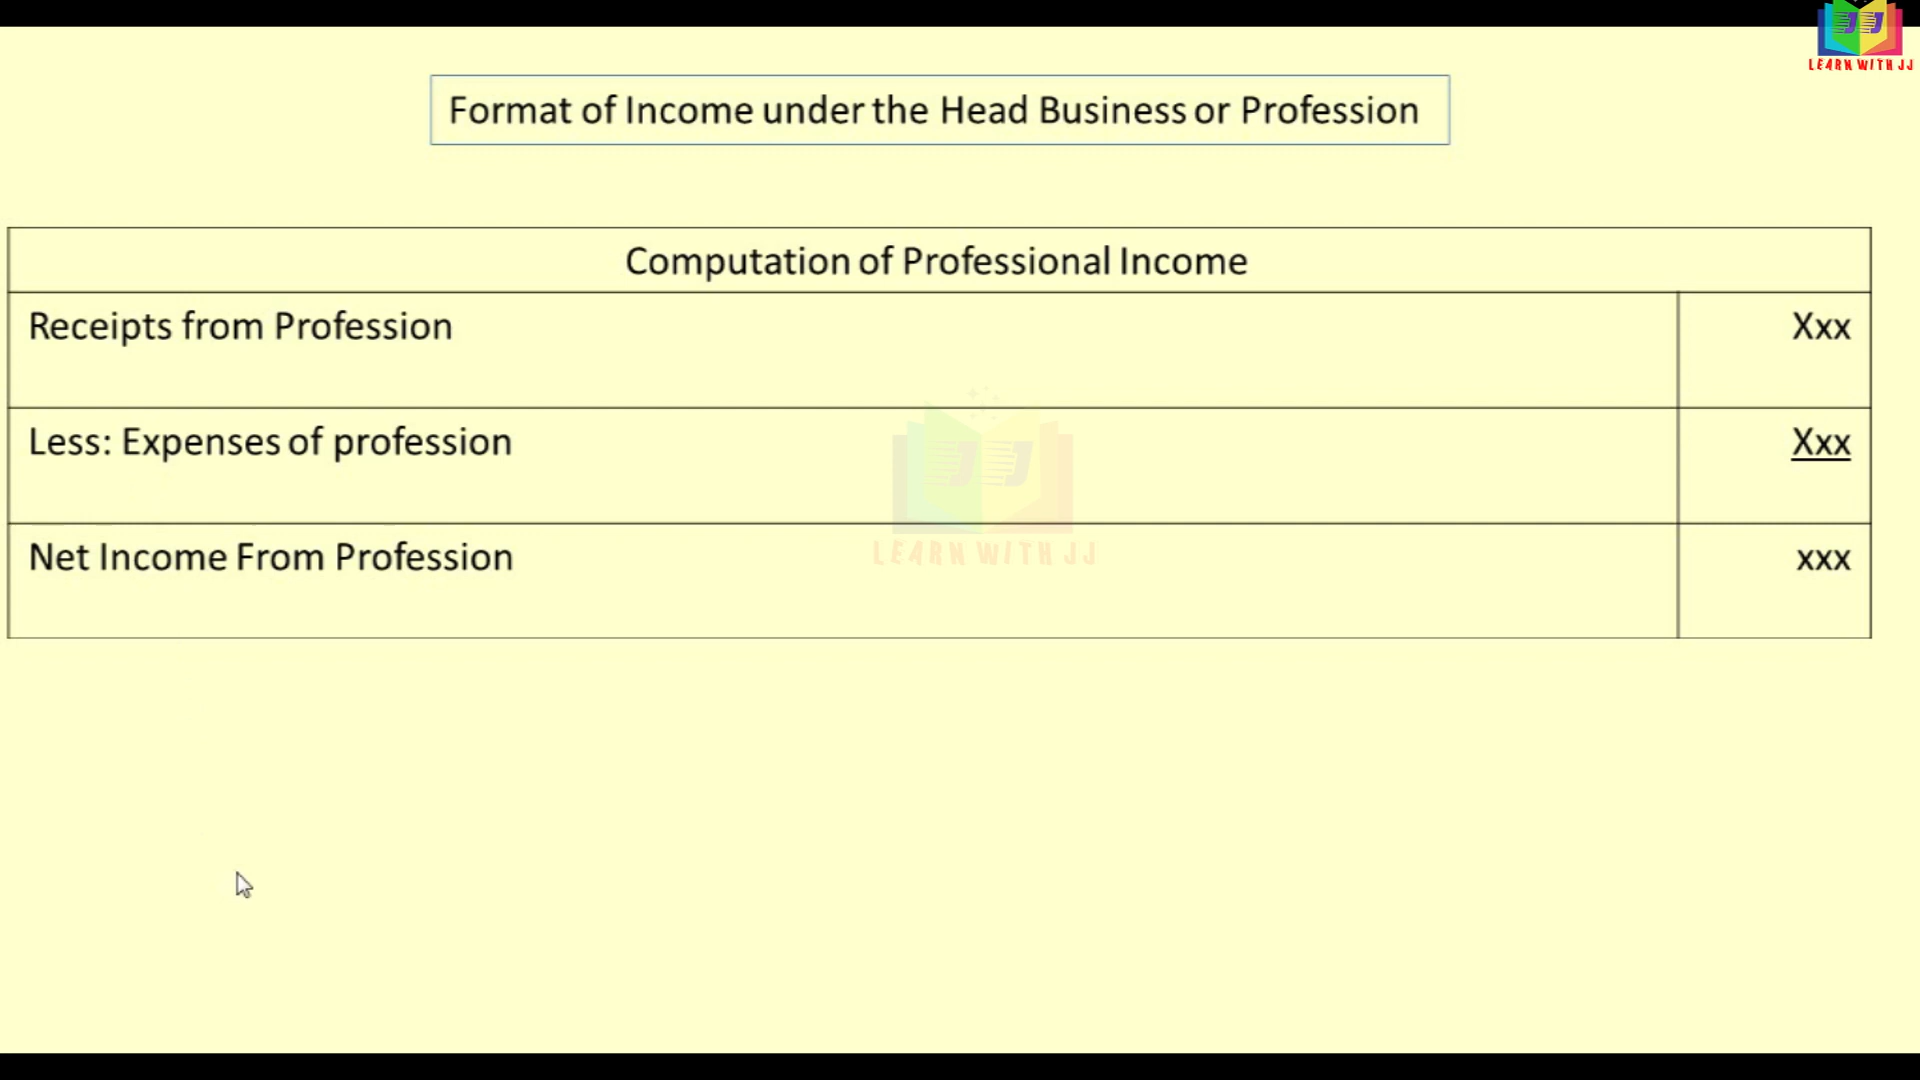 LEARN WITH JJ
Format of Income under the Head Business or Profession
Computation of Professional Income
Receipts from Profession Xxx
Less: Expenses of profession Xxx
Net Income From Profession xxx
LEARN WITH JJ